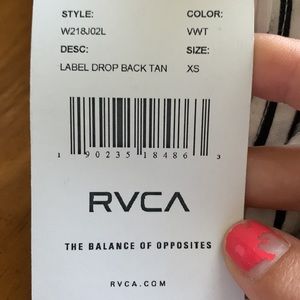 STYLE: COLOR:
W218J02L VWT
DESC: SIZE:
LABEL DROP BACK TAN XS
1 90235 18486 3
RVCA
THE BALANCE OF OPPOSITES
RVCA.COM